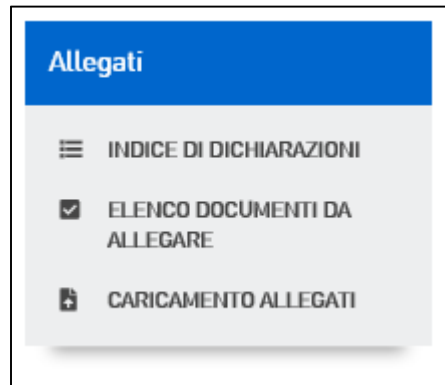 Allegati
INDICE DI DICHIARAZIONI
ELENCO DOCUMENTI DA
ALLEGARE
CARICAMENTO ALLEGATI